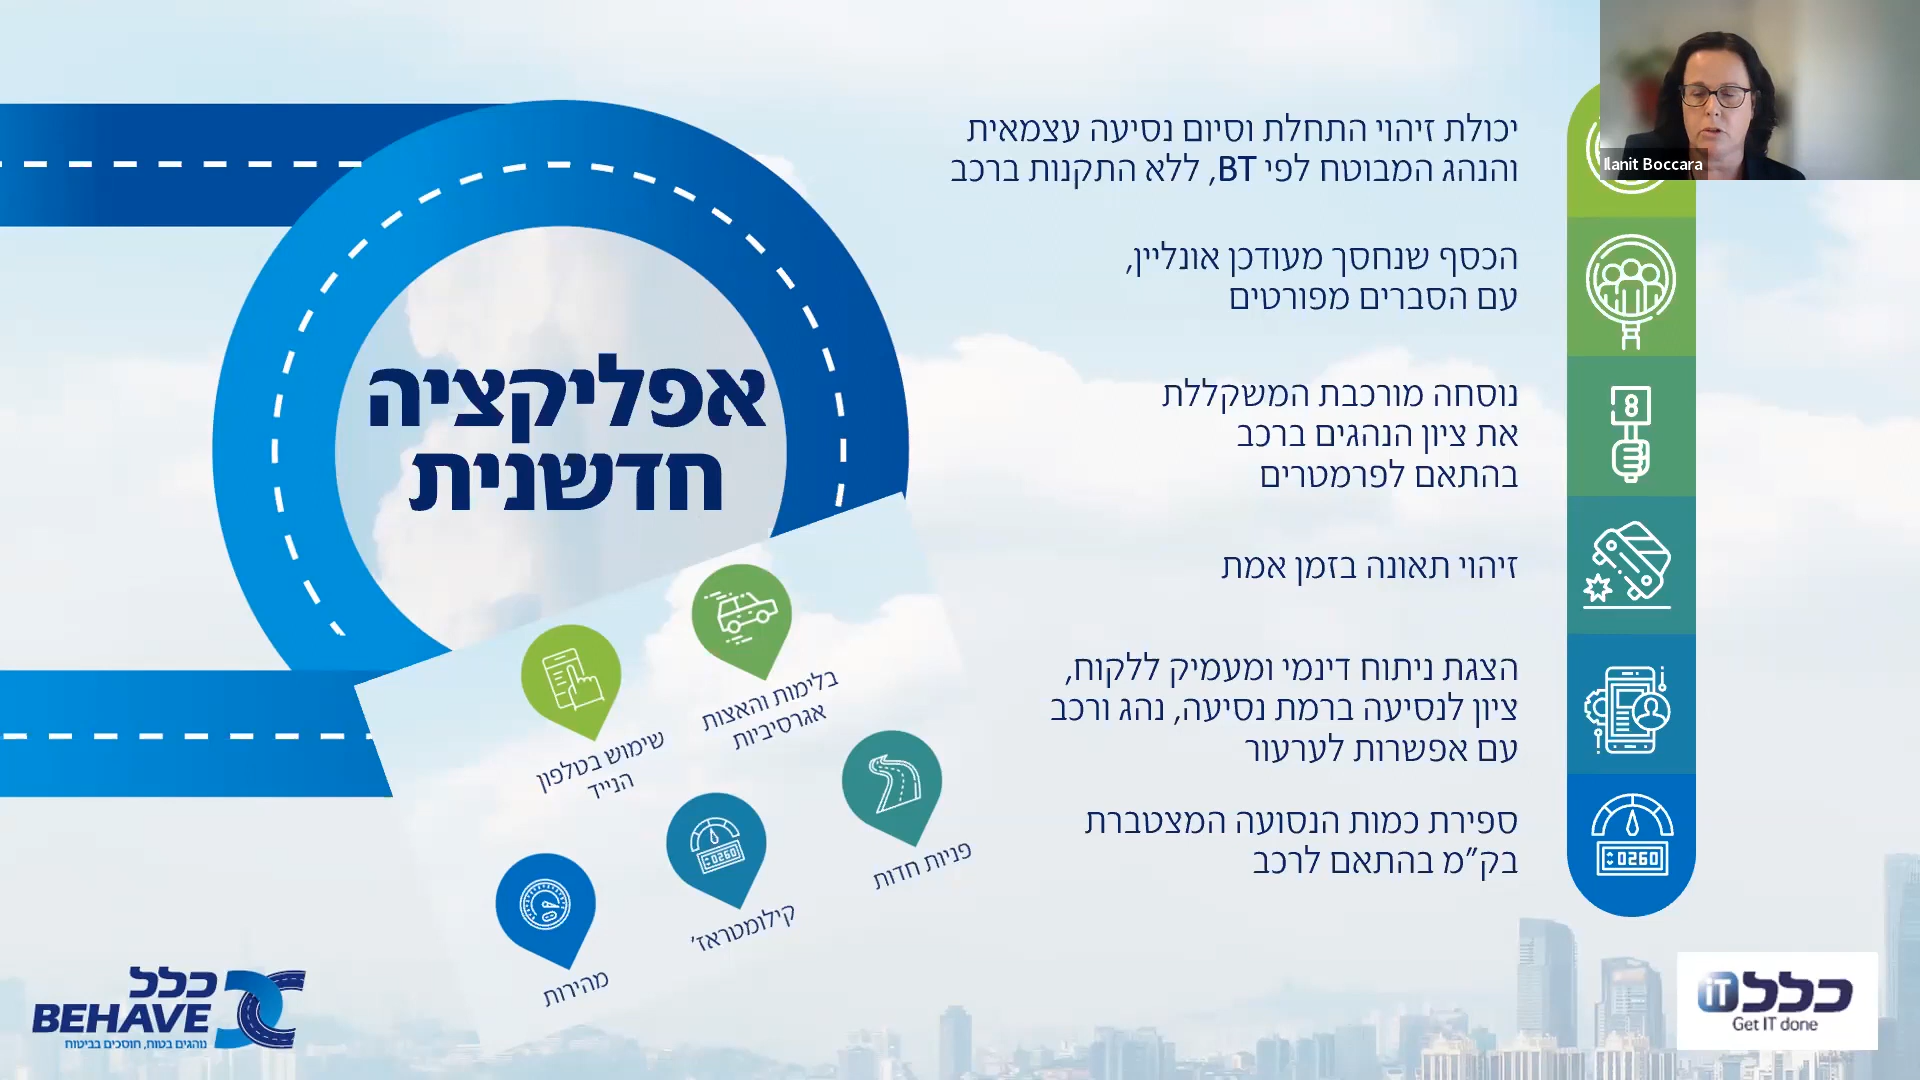 יכולת זיהוי התחלת וסיום נסיעה עצמאית
והנהג המבוטח לפי BT, ללא התקנות ברכב
הכסף שנחסך מעודכן אונליין,
עם הסברים מפורטים
נוסחה מורכבת המשקללת
את ציון הנהגים ברכב
בהתאם לפרמטרים
זיהוי תאונה בזמן אמת
הצגת ניתוח דינמי ומעמיק ללקוח,
ציון לנסיעה ברמת נסיעה, נהג ורכב
עם אפשרות לערעור
ספירת כמות הנסועה המצטברת
בק"מ בהתאם לרכב
Ilanit Boccara
8
0260
אפליקציה
חדשנית
בלימות והאצות
אגרסיביות
שימוש בטלפון
הנייד
פניות חדות
0260
קילומטראז'
מהירות
כלל
BEHAVE
נוהגים בטוח, חוסכים בביטוח
כלל IT
Get IT done